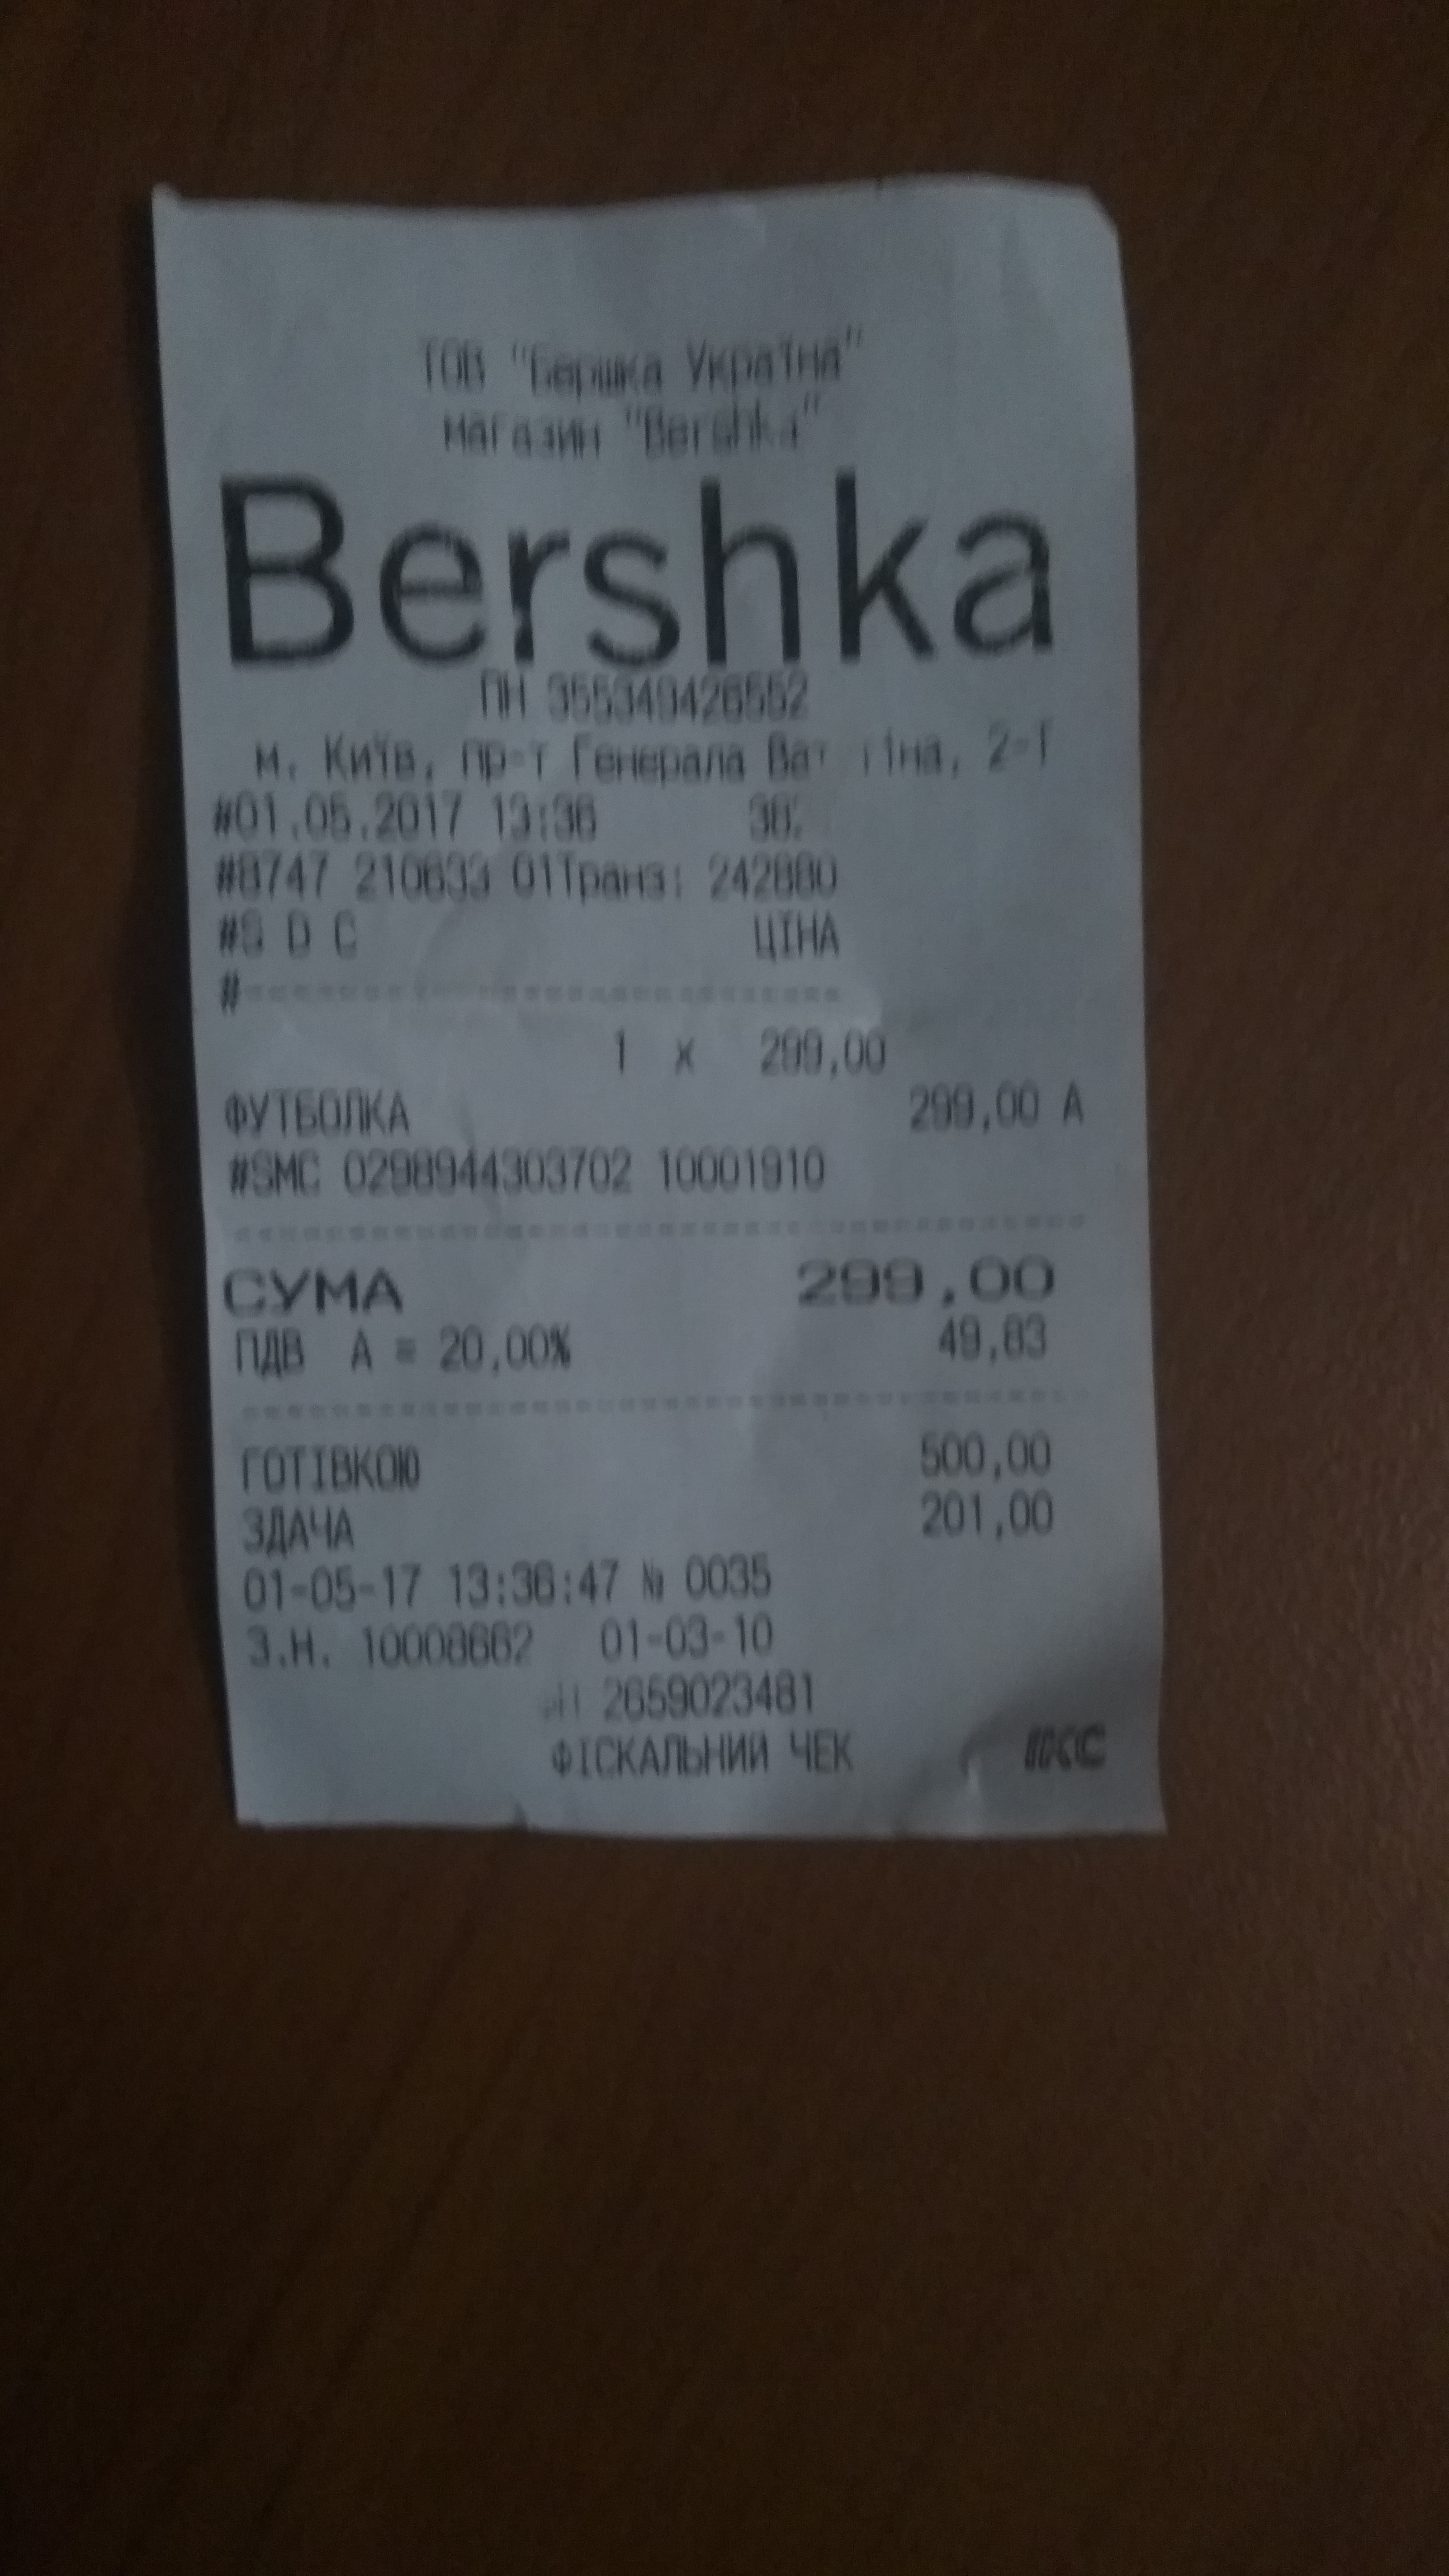 ТОВ "Бершка Україна"
магазин "Bershka"
Bershka
ПН 355349426552
м. Київ, пр-т Генерала 2-Т
#01.05.2017 13:36
#8747 210633 01Транз: 242880
#S D C ЦІНА
#---------------------------
1 x 299,00
ФУТБОЛКА 299,00 А
#SMC 0298944303702 10001910
СУМА 299,00
ПДВ А = 20,00% 49,83
ГОТІВКОЮ 500,00
ЗДАЧА 201,00
01-05-17 13:36:47 № 0035
З.Н. 10008662 01-03-10
2659023481
ФІСКАЛЬНИЙ ЧЕК ІКС